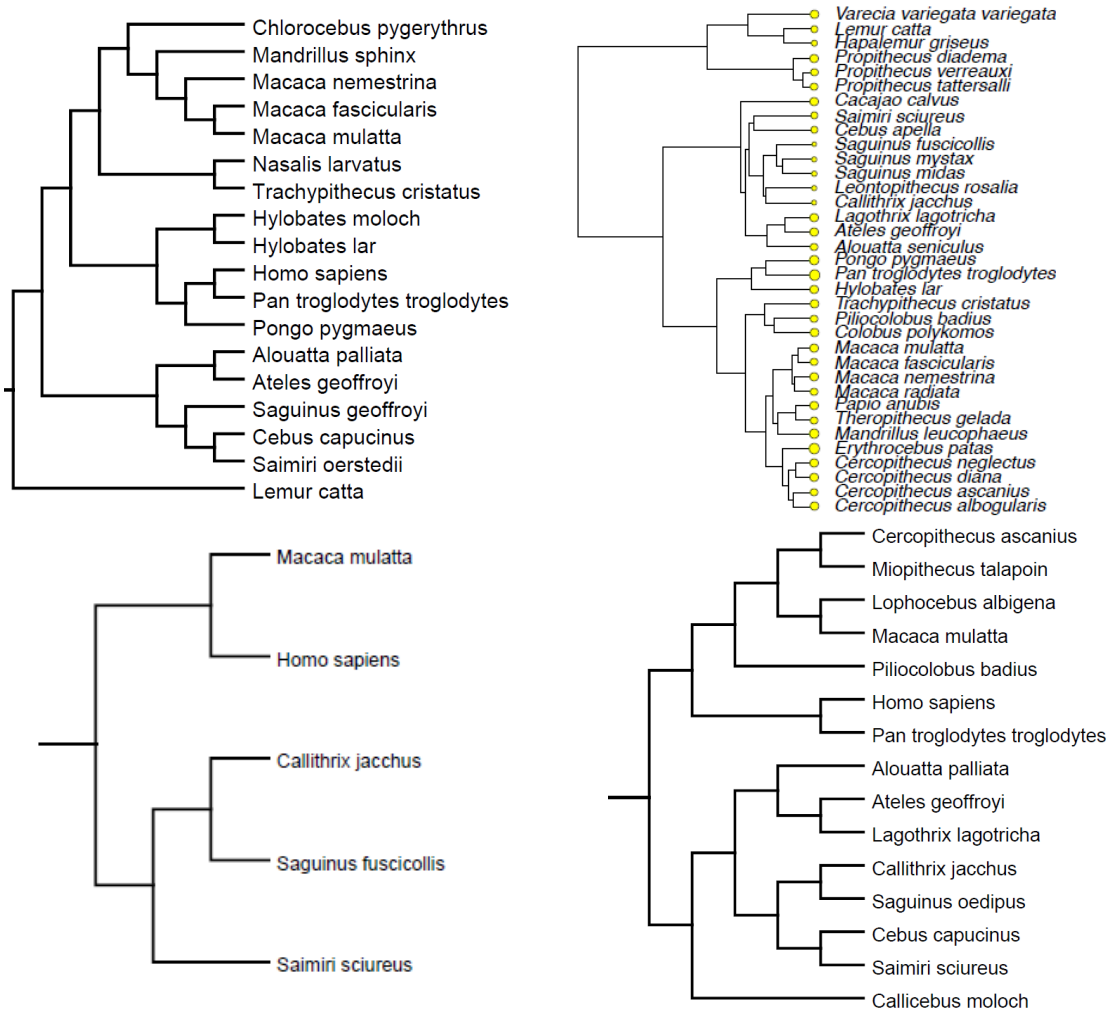 Chlorocebus pygerythrus
Mandrillus sphinx
Macaca nemestrina
Macaca fascicularis
Macaca mulatta
Nasalis larvatus
Trachypithecus cristatus
Hylobates moloch
Hylobates lar
Homo sapiens
Pan troglodytes troglodytes
Pongo pygmaeus
Alouatta palliata
Ateles geoffroyi
Saguinus geoffroyi
Cebus capucinus
Saimiri oerstedii
Lemur catta
Varecia variegata variegata
Lemur catta
Hapalemur griseus
Propithecus diadema
Propithecus verreauxi
Propithecus tattersalli
Cacajao calvus
Saimiri sciureus
Cebus apella
Saguinus fuscicollis
Saguinus mystax
Saguinus midas
Leontopithecus rosalia
Callithrix jacchus
Lagothrix lagotricha
Ateles geoffroyi
Alouatta seniculus
Pongo pygmaeus
Pan troglodytes troglodytes
Hylobates lar
Trachypithecus cristatus
Piliocolobus badius
Colobus polykomos
Macaca mulatta
Macaca fascicularis
Macaca nemestrina
Macaca radiata
Papio anubis
Theropithecus gelada
Mandrillus leucophaeus
Erythrocebus patas
Cercopithecus neglectus
Cercopithecus diana
Cercopithecus ascanius
Cercopithecus albogularis
Macaca mulatta
Homo sapiens
Callithrix jacchus
Saguinus fuscicollis
Saimiri sciureus
Cercopithecus ascanius
Miopithecus talapoin
Lophocebus albigena
Macaca mulatta
Piliocolobus badius
Homo sapiens
Pan troglodytes troglodytes
Alouatta palliata
Ateles geoffroyi
Lagothrix lagotricha
Callithrix jacchus
Saguinus oedipus
Cebus capucinus
Saimiri sciureus
Callicebus moloch